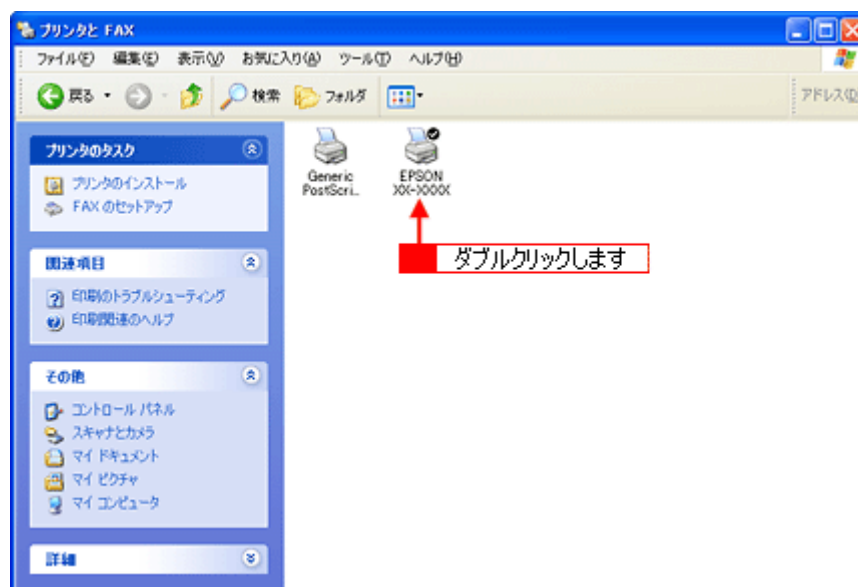 プリンタと FAX
ファイル(F) 編集(E) 表示(V) お気に入り(A) ツール(T) ヘルプ(H)
戻る 検索 フォルダ アドレス(D)
プリンタのタスク
プリンタのインストール
FAX のセットアップ
関連項目
印刷のトラブルシューティング
印刷関連のヘルプ
その他
コントロール パネル
スキャナとカメラ
マイ ドキュメント
マイ ピクチャ
マイ コンピュータ
詳細
Generic
PostScri...
EPSON
XX-XXXX
ダブルクリックします